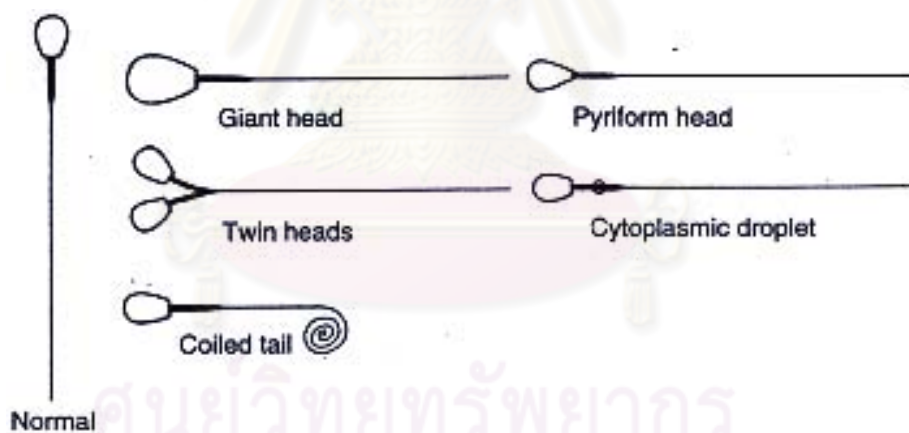 Giant head
Pyriform head
Twin heads
Cytoplasmic droplet
Coiled tail
Normal
ศูนย์วิทยทรัพยากร